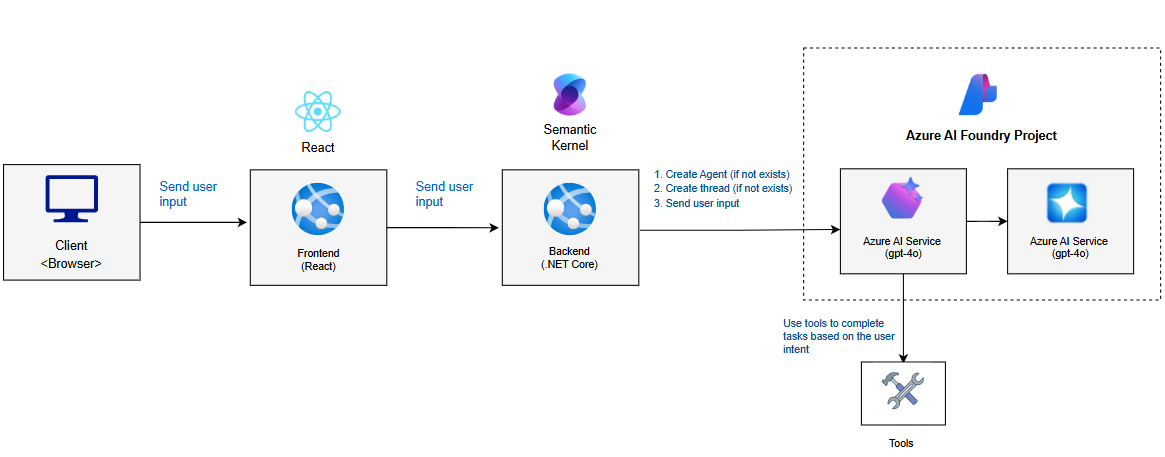 React
Semantic
Kernel
Azure AI Foundry Project
Client
<Browser>
Send user
input
Frontend
(React)
Send user
input
Backend
(.NET Core)
1. Create Agent (if not exists)
2. Create thread (if not exists)
3. Send user input
Azure AI Service
(gpt-4o)
Azure AI Service
(gpt-4o)
Use tools to complete
tasks based on the user
intent
Tools